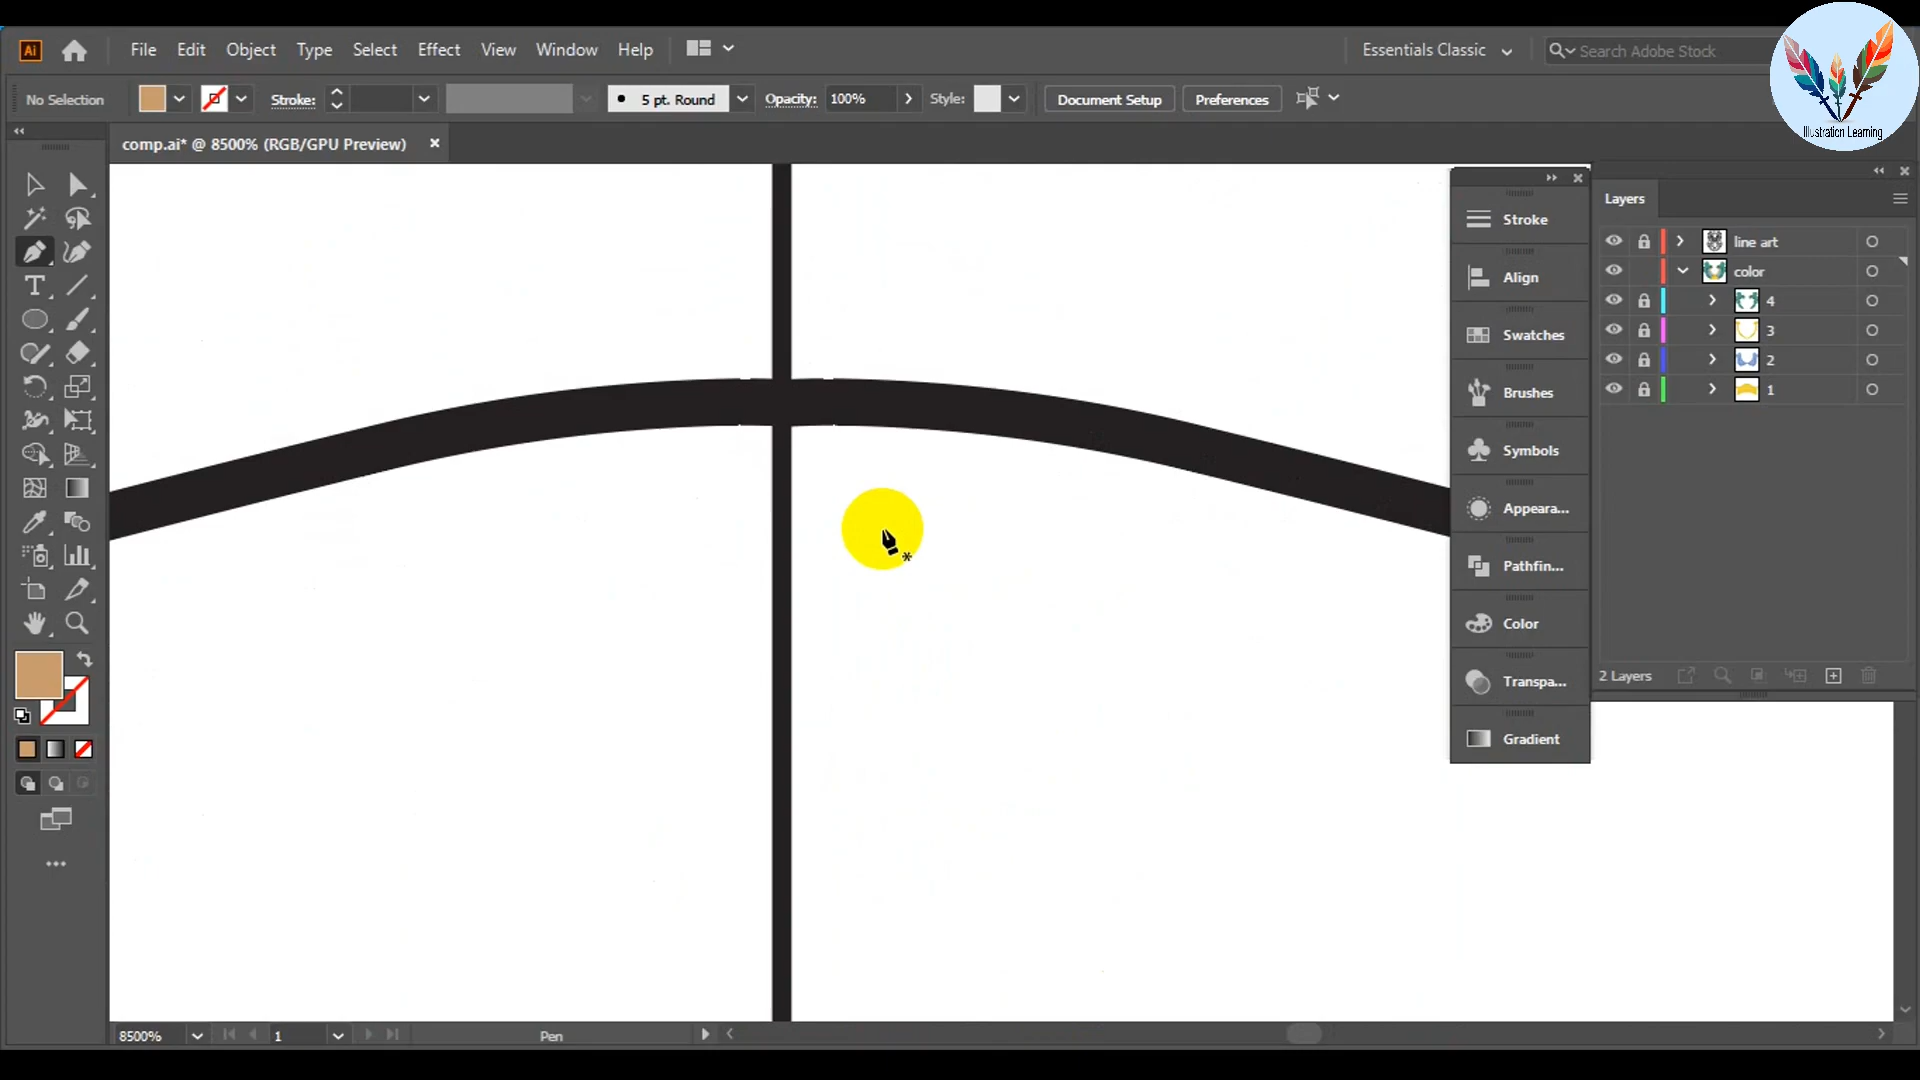 Ai File Edit Object Type Select Effect View Window Help Essentials Classic Search Adobe Stock
Illustration Learning
No Selection Stroke: 5 pt. Round Opacity: 100% Style: Document Setup Preferences
comp.ai* @ 8500% (RGB/GPU Preview)
Layers
Stroke
Align
Swatches
Brushes
Symbols
Appeara...
Pathfin...
Color
Transpa...
Gradient
line art
color
4
3
2
1
2 Layers
8500% 1 Pen